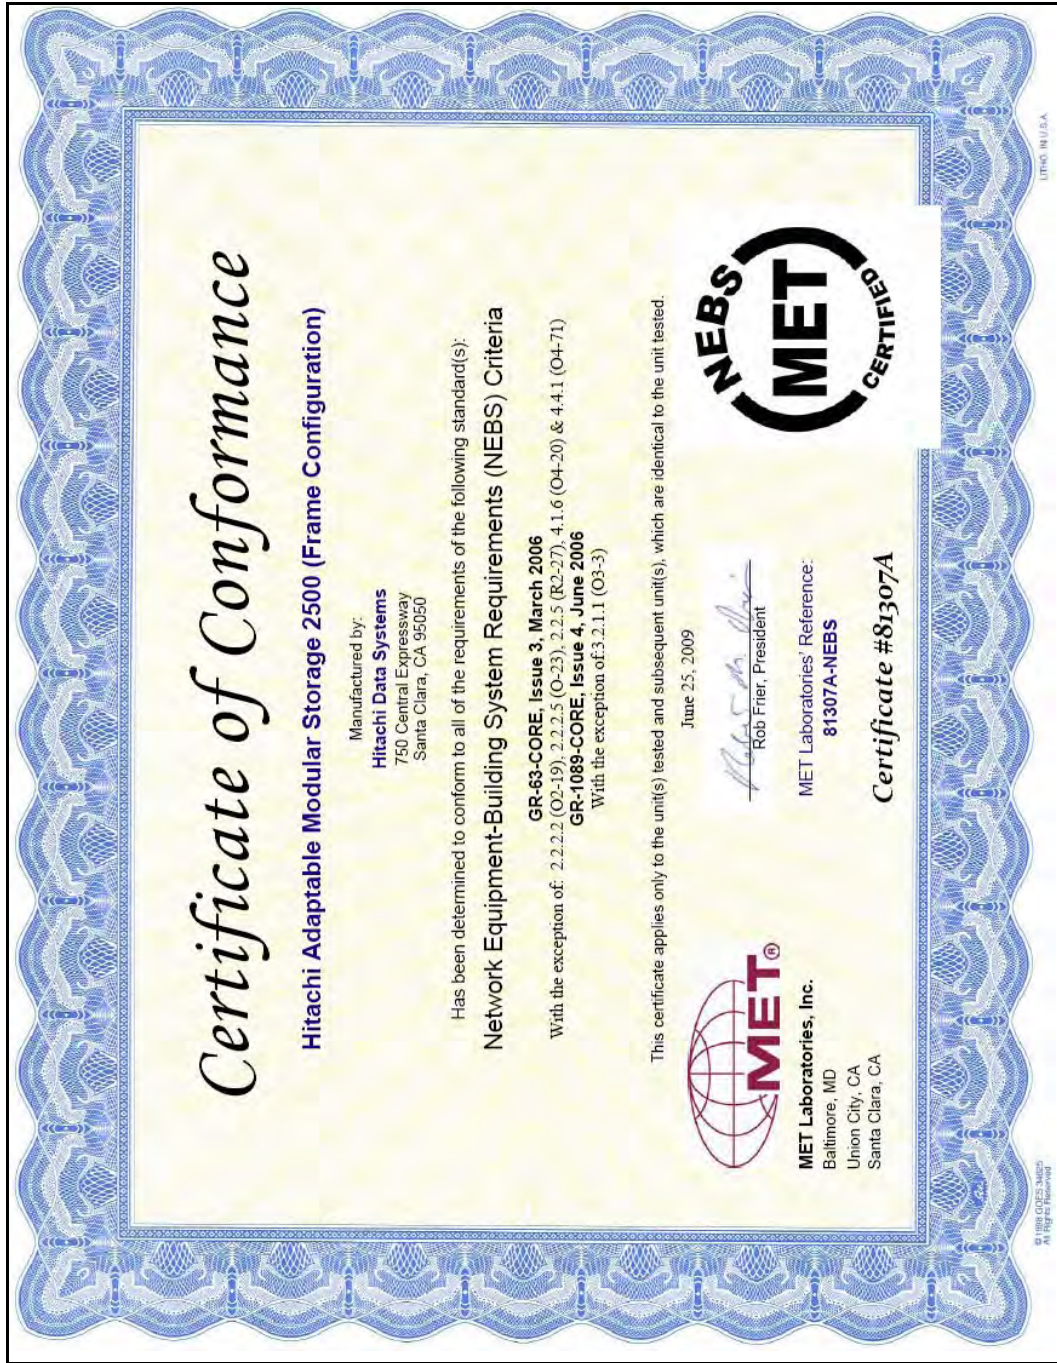 Certificate of Conformance
Hitachi Adaptable Modular Storage 2500 (Frame Configuration)
Manufactured by:
Hitachi Data Systems
750 Central Expressway
Santa Clara, CA 95050
Has been determined to conform to all of the requirements of the following standard(s):
Network Equipment-Building System Requirements (NEBS) Criteria
GR-63-CORE, Issue 3, March 2006
With the exception of: 2.2.2.2 (O2-19), 2.2.2.5 (O-23), 2.2.5 (R2-27), 4.1.6 (O4-20) & 4.4.1 (O4-71)
GR-1089-CORE, Issue 4, June 2006
With the exception of:3.2.1.1 (O3-3)
This certificate applies only to the unit(s) tested and subsequent unit(s), which are identical to the unit tested.
June 25, 2009
MET®
MET Laboratories, Inc.
Baltimore, MD
Union City, CA
Santa Clara, CA
Rob Frier, President
MET Laboratories' Reference:
81307A-NEBS
Certificate #81307A
NEBS
MET
CERTIFIED
© 1998 GOES 34825
All Rights Reserved
LITHO. IN U.S.A.